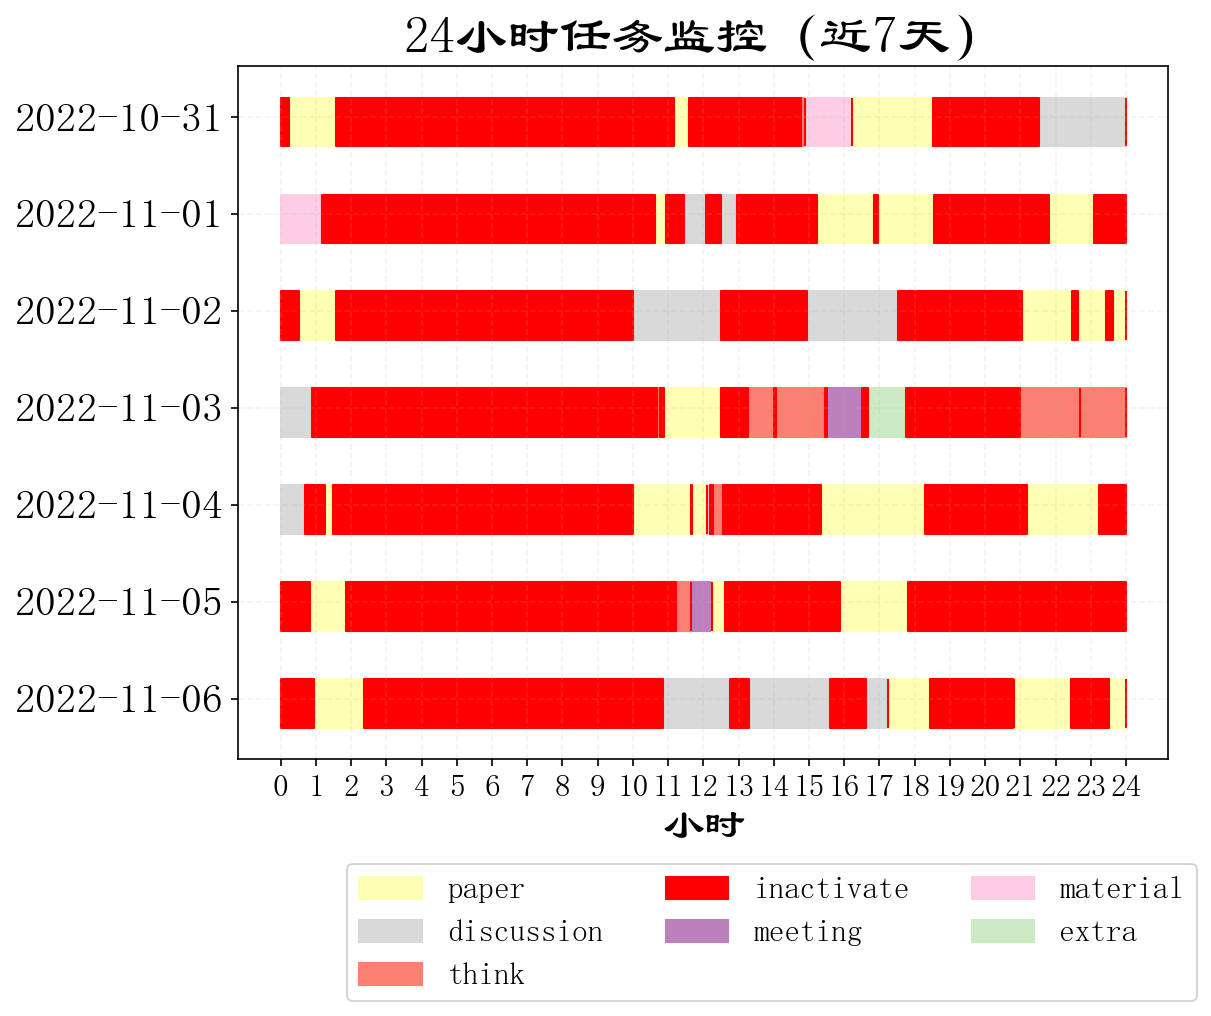 24小时任务监控 (近7天)
2022-10-31
2022-11-01
2022-11-02
2022-11-03
2022-11-04
2022-11-05
2022-11-06
0 1 2 3 4 5 6 7 8 9 10 11 12 13 14 15 16 17 18 19 20 21 22 23 24
小时
paper inactivate material
discussion meeting extra
think